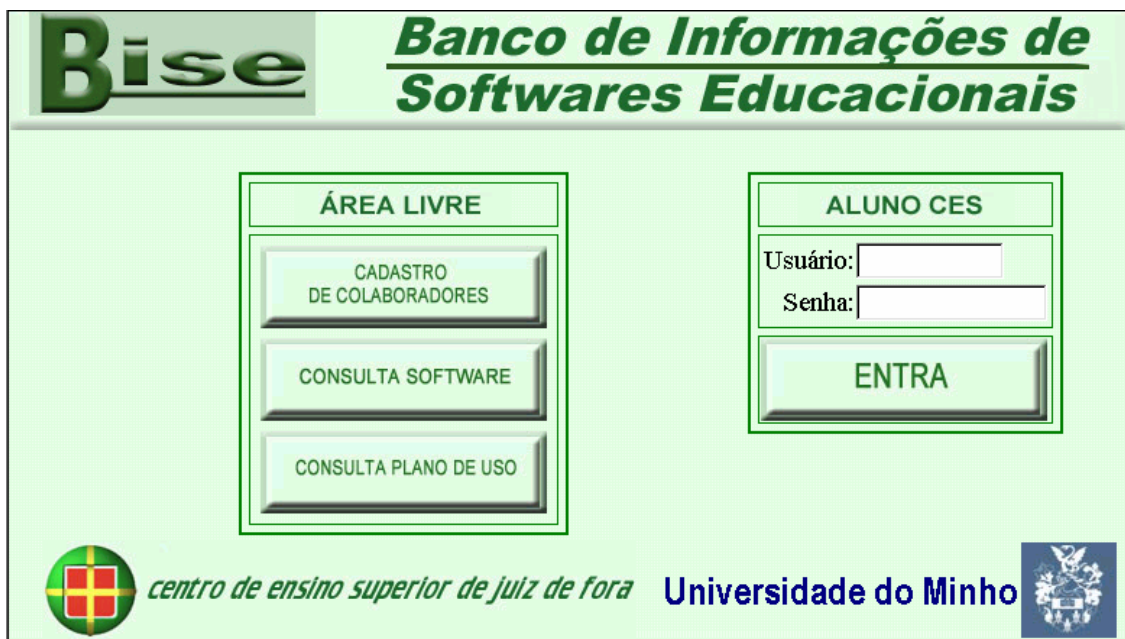 Bise
Banco de Informações de
Softwares Educacionais
ÁREA LIVRE
CADASTRO
DE COLABORADORES
CONSULTA SOFTWARE
CONSULTA PLANO DE USO
ALUNO CES
Usuário:
Senha:
ENTRA
centro de ensino superior de juiz de fora
Universidade do Minho